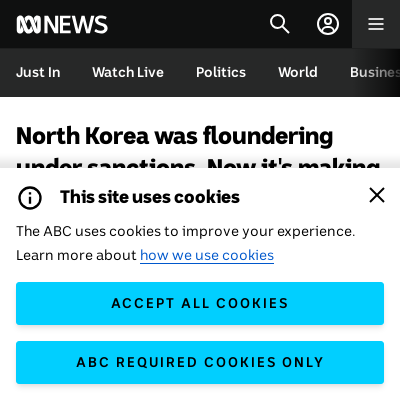 NEWS
Just In Watch Live Politics World Busines
North Korea was floundering
under sanctions. Now it's making
This site uses cookies
The ABC uses cookies to improve your experience.
Learn more about how we use cookies
ACCEPT ALL COOKIES
ABC REQUIRED COOKIES ONLY